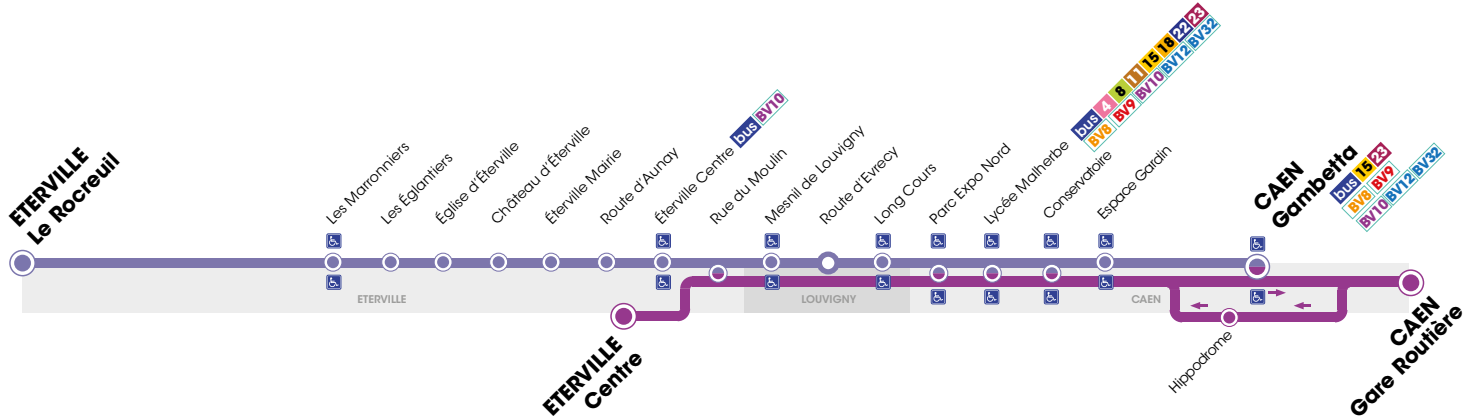 ETERVILLE
Le Rocreuil
Les Marronniers
Les Églantiers
Église d'Éterville
Château d'Éterville
Éterville Mairie
Route d'Aunay
Éterville Centre bus BV10
Rue du Moulin
Mesnil de Louvigny
Route d'Evrecy
Long Cours
Parc Expo Nord
Lycée Malherbe bus 4 8 11 15 18 22 23
BV8 BV9 BV10 BV12 BV32
Conservatoire
Espace Gardin
CAEN
Gambetta
bus 15 23
BV8 BV9
BV10 BV12 BV32
ETERVILLE
LOUVIGNY
CAEN
ETERVILLE
Centre
Hippodrome
CAEN
Gare Routière